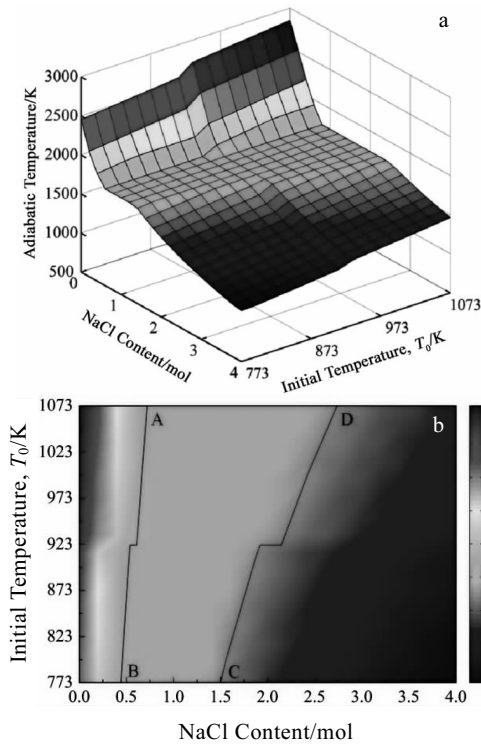 a
3000
2500
2000
1500
1000
500
Adiabatic Temperature/K
0
1
2
3
4
NaCl Content/mol
773
873
973
1073
Initial Temperature, T₀/K
b
1073
1023
973
923
873
823
773
Initial Temperature, T₀/K
A
D
B
C
0.0 0.5 1.0 1.5 2.0 2.5 3.0 3.5 4.0
NaCl Content/mol